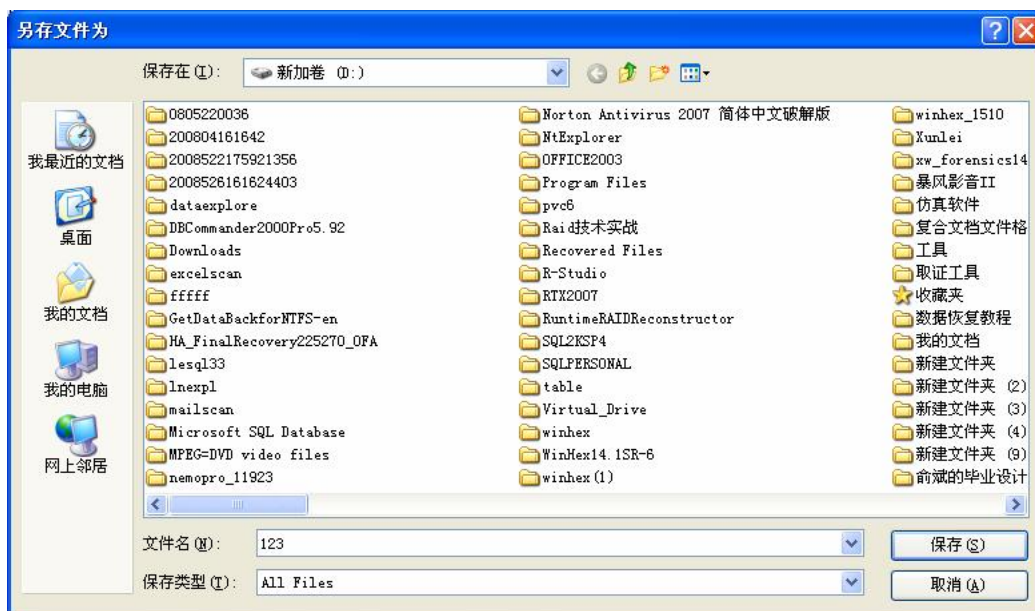 另存文件为
保存在(I):
新加卷 (D:)
我最近的文档
桌面
我的文档
我的电脑
网上邻居
0805220036
200804161642
2008522175921356
2008526161624403
dataexplore
DBCommander2000Pro5.92
Downloads
excelscan
fffff
GetDataBackforNTFS-en
HA_FinalRecovery225270_OFA
lesql33
lnexpl
mailscan
Microsoft SQL Database
MPEG=DVD video files
nemopro_11923
Norton Antivirus 2007 简体中文破解版
NtExplorer
OFFICE2003
Program Files
pvc6
Raid技术实战
Recovered Files
R-Studio
RTX2007
RuntimeRAIDReconstructor
SQL2KSP4
SQLPERSONAL
table
Virtual_Drive
winhex
WinHex14.1SR-6
winhex(1)
winhex_1510
Xunlei
xw_forensics14
暴风影音II
仿真软件
复合文档文件格
工具
取证工具
收藏夹
数据恢复教程
我的文档
新建文件夹
新建文件夹 (2)
新建文件夹 (3)
新建文件夹 (4)
新建文件夹 (9)
俞斌的毕业设计
文件名(N):
123
保存(S)
保存类型(T):
All Files
取消(A)